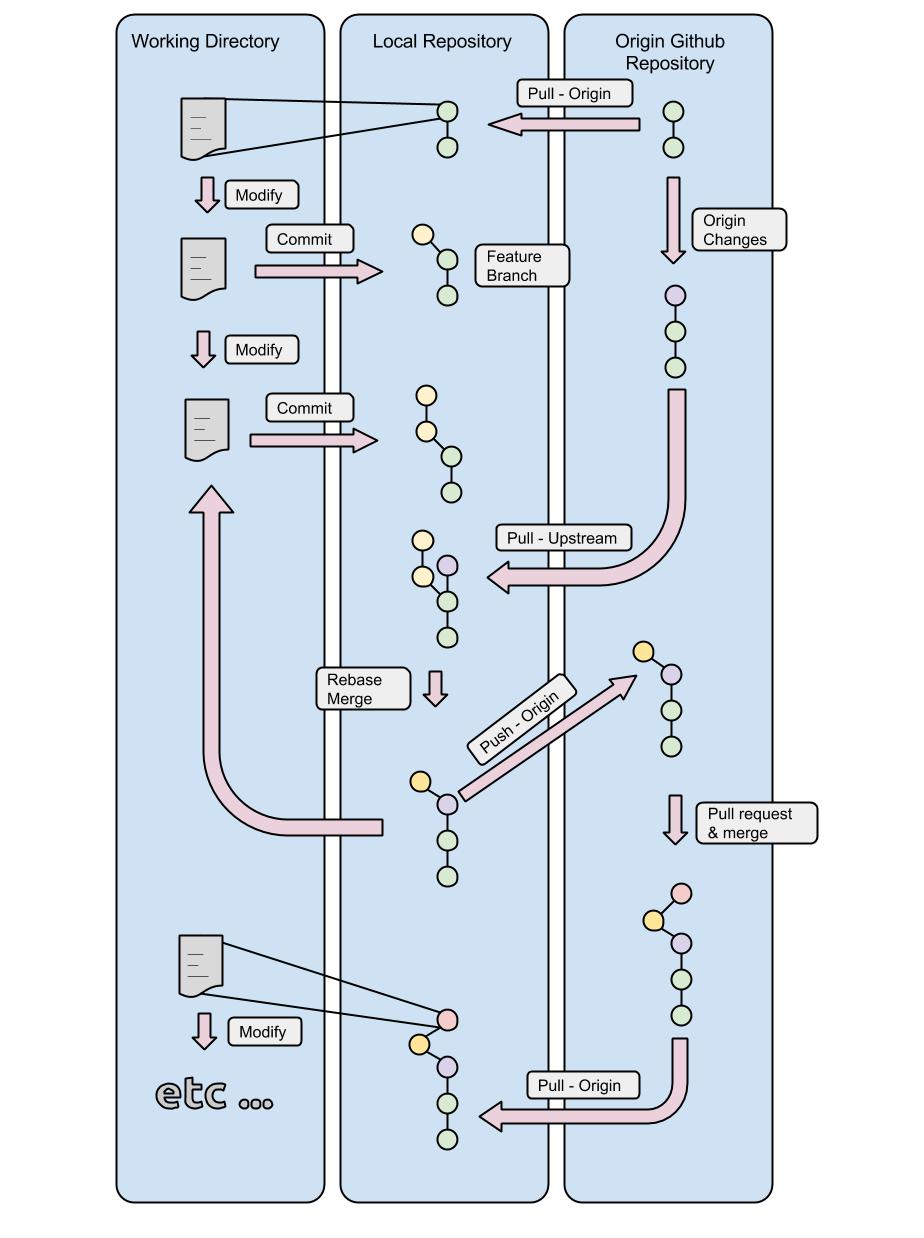 Working Directory
Local Repository
Origin Github
Repository
Pull - Origin
Modify
Origin
Changes
Commit
Feature
Branch
Modify
Commit
Pull - Upstream
Rebase
Merge
Push - Origin
Pull request
& merge
Modify
Pull - Origin
etc ...